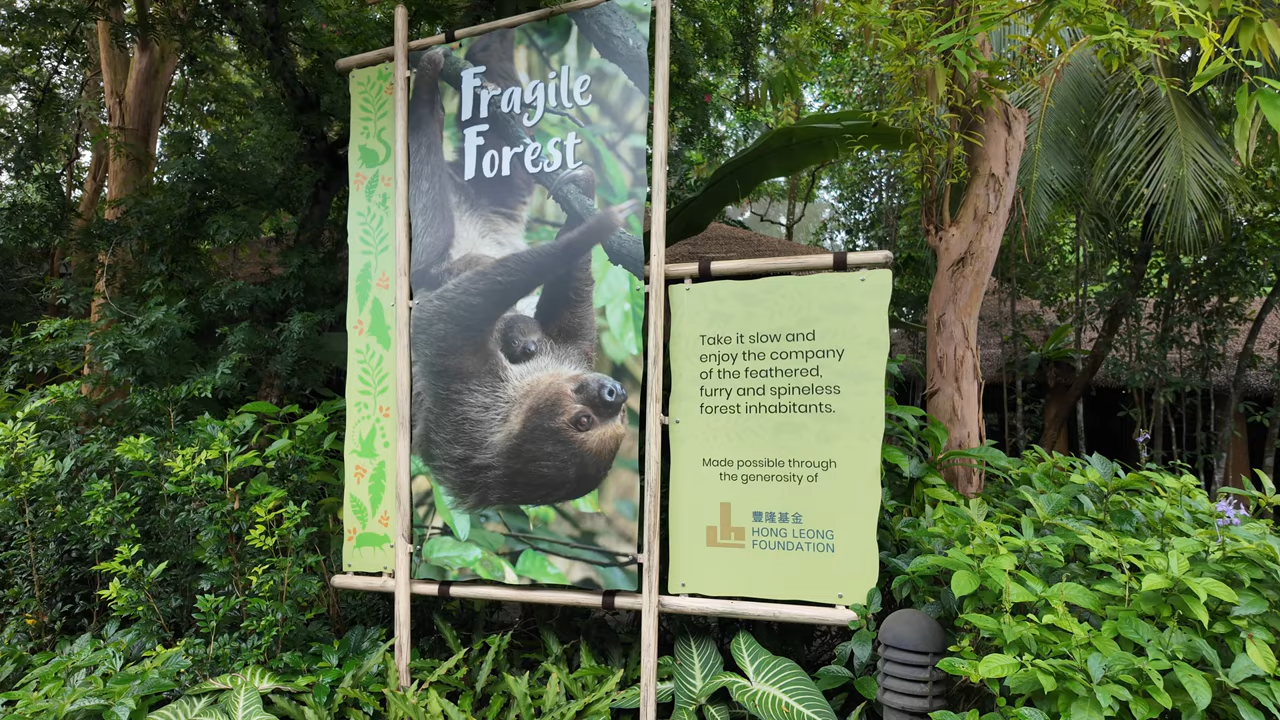 Fragile
Forest
Take it slow and
enjoy the company
of the feathered,
furry and spineless
forest inhabitants.
Made possible through
the generosity of
豐隆基金
HONG LEONG
FOUNDATION